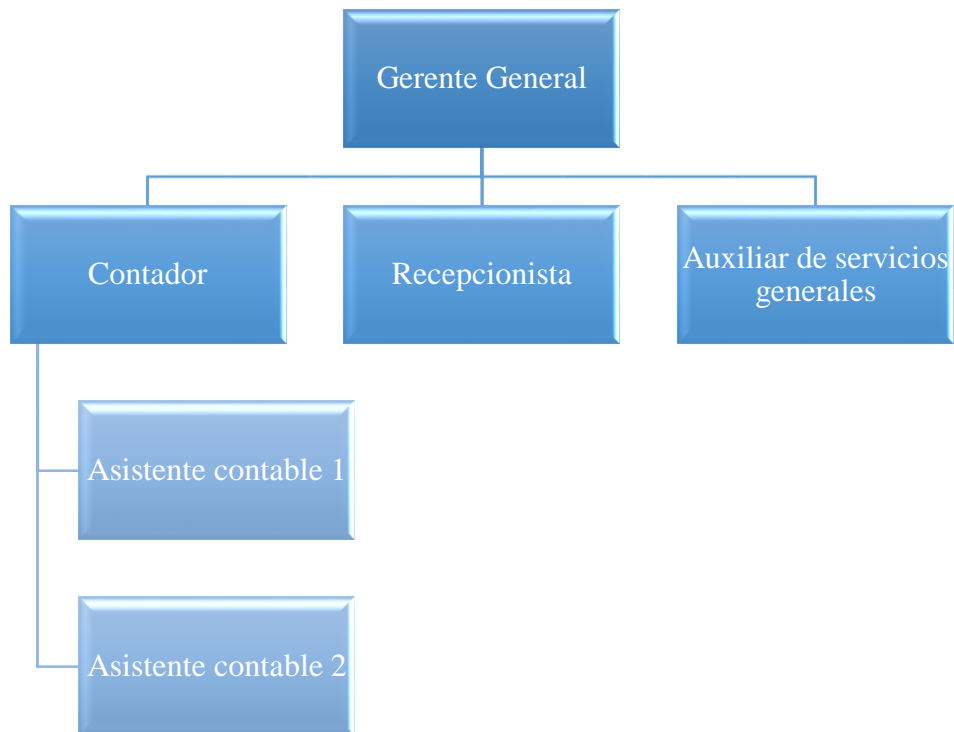 Gerente General
Contador
Recepcionista
Auxiliar de servicios
generales
Asistente contable 1
Asistente contable 2